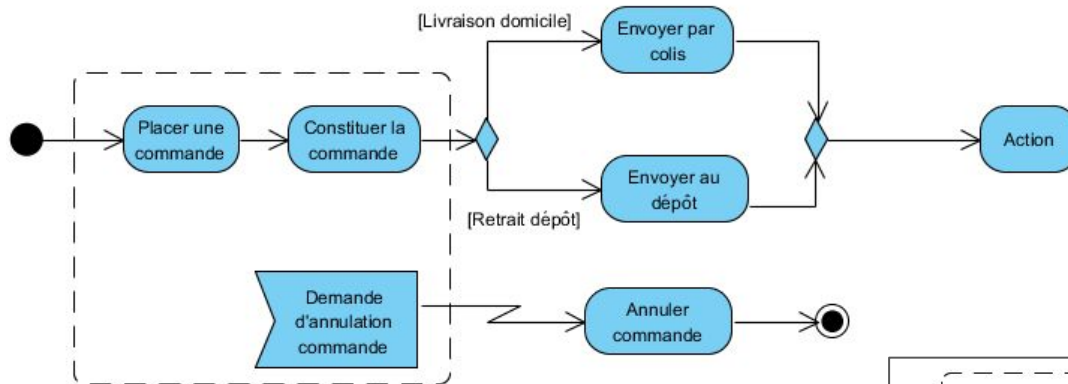 [Livraison domicile]
Envoyer par
colis
Placer une
commande
Constituer la
commande
Action
Envoyer au
dépôt
[Retrait dépôt]
Demande
d'annulation
commande
Annuler
commande